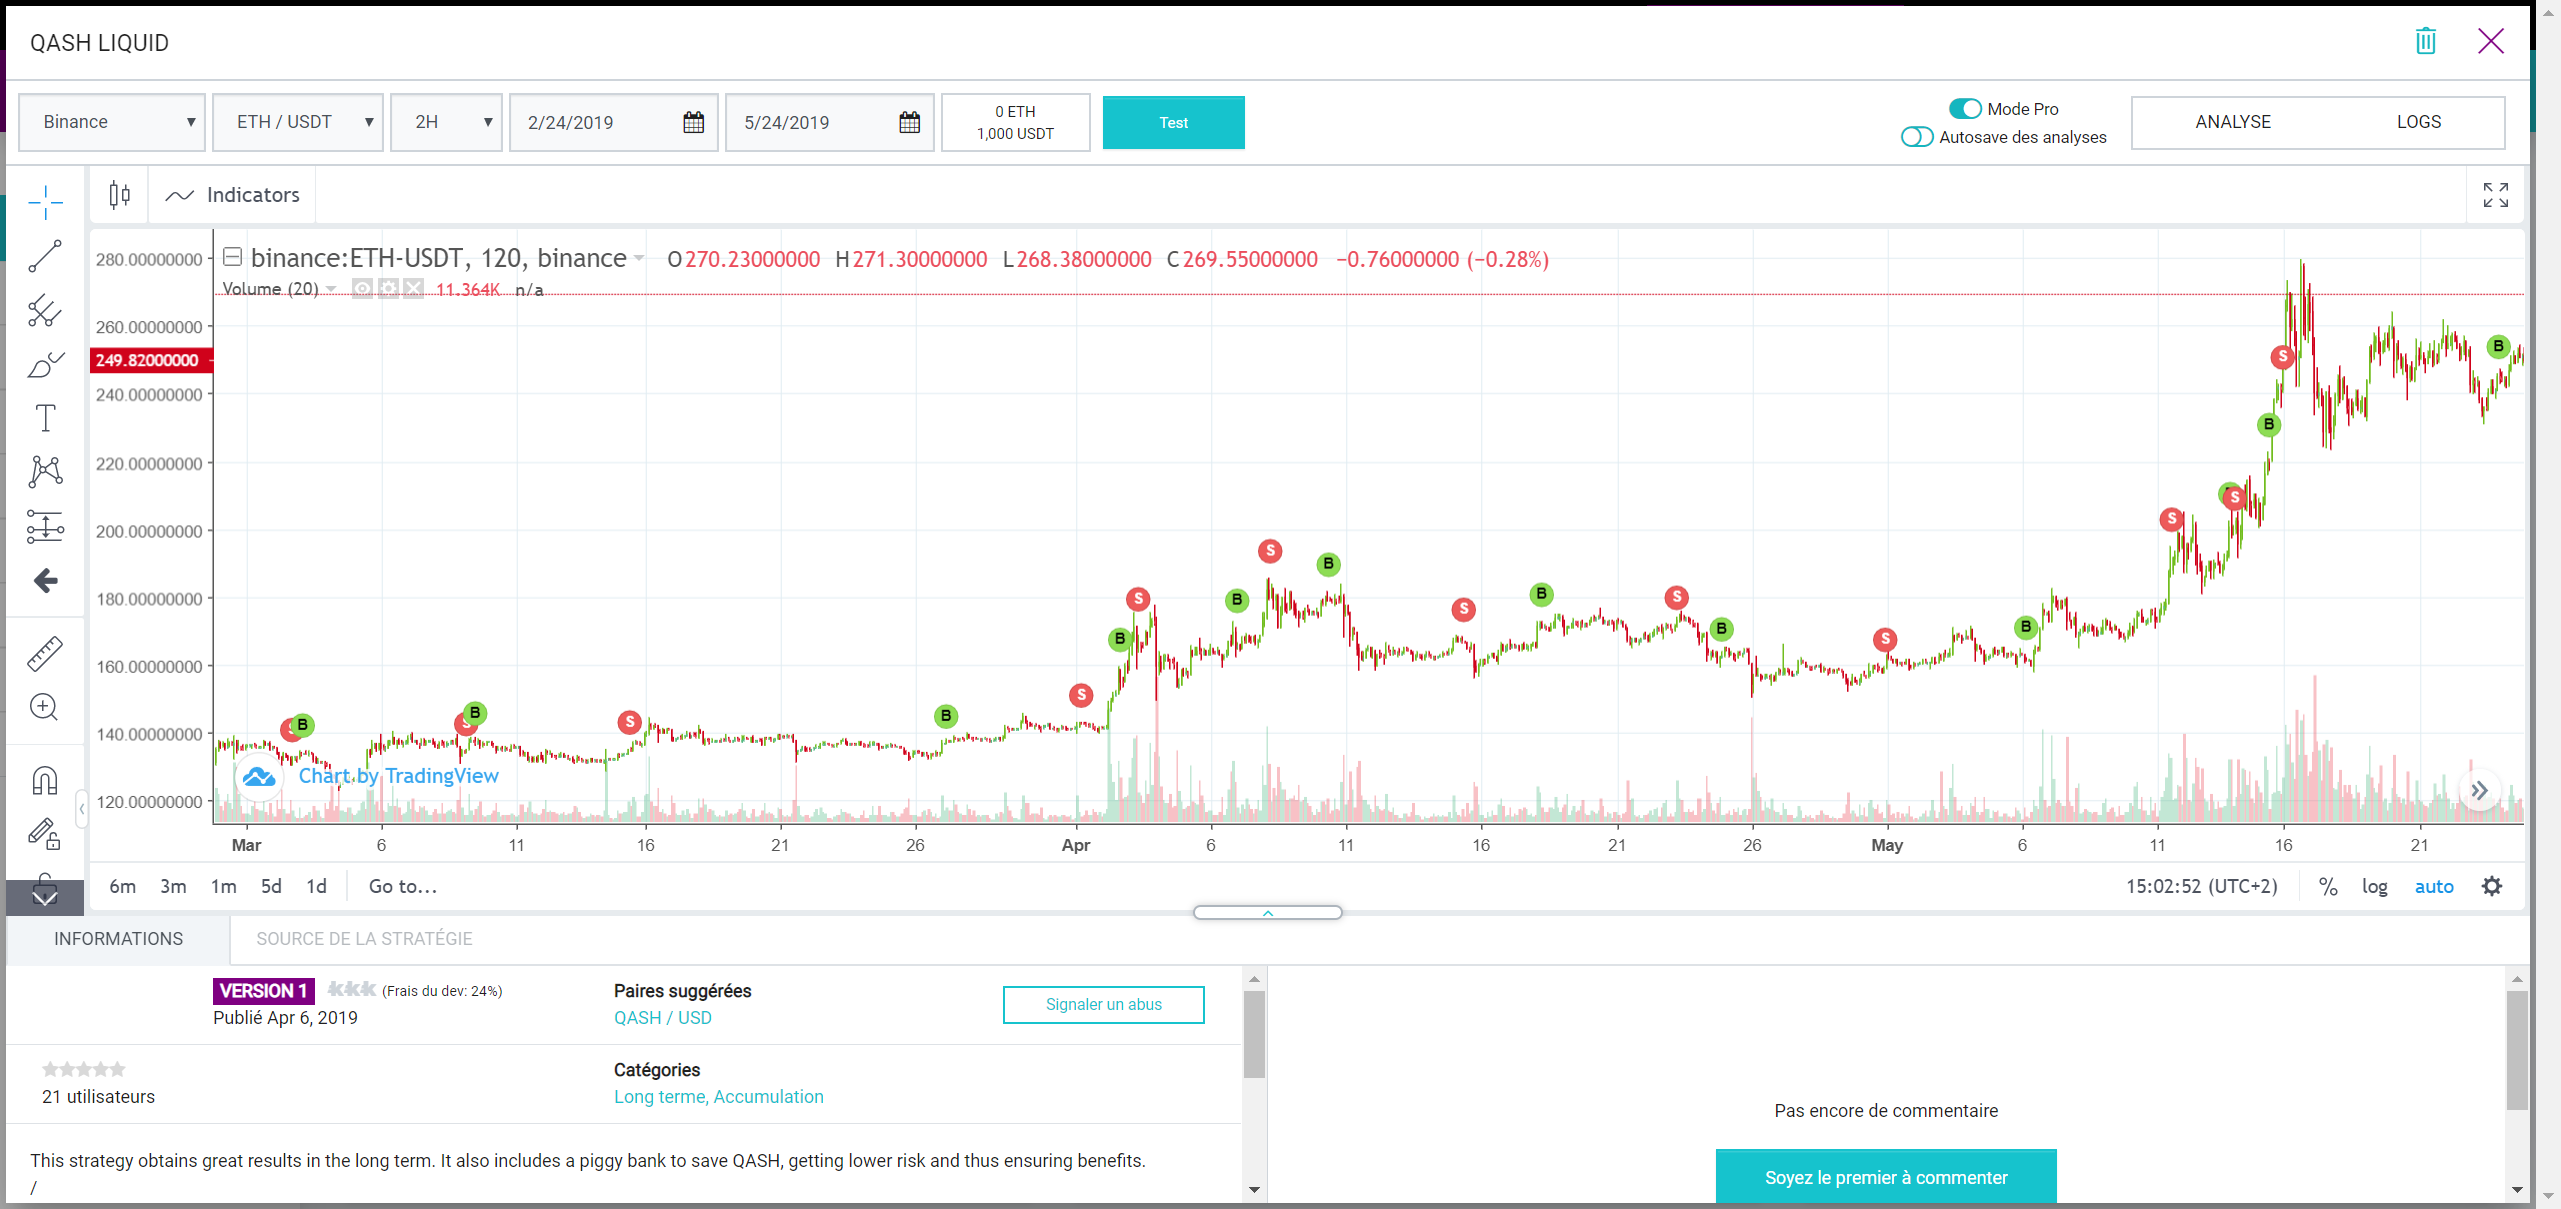 QASH LIQUID
Binance ▼ ETH / USDT ▼ 2H ▼ 2/24/2019 5/24/2019
0 ETH
1,000 USDT
Test
Mode Pro
Autosave des analyses
ANALYSE LOGS
Indicators
binance:ETH-USDT, 120, binance O270.23000000 H271.30000000 L268.38000000 C269.55000000 −0.76000000 (−0.28%)
Volume (20) 11.364K n/a
280.00000000
260.00000000
249.82000000
240.00000000
220.00000000
200.00000000
180.00000000
160.00000000
140.00000000
120.00000000
S B S B S B S B S B S B S B S B S B S B S B S
Chart by TradingView
Mar 6 11 16 21 26 Apr 6 11 16 21 26 May 6 11 16 21
6m 3m 1m 5d 1d Go to... 15:02:52 (UTC+2) % log auto
INFORMATIONS SOURCE DE LA STRATÉGIE
VERSION 1 (Frais du dev: 24%)
Publié Apr 6, 2019
Paires suggérées
QASH / USD
Signaler un abus
21 utilisateurs
Catégories
Long terme, Accumulation
This strategy obtains great results in the long term. It also includes a piggy bank to save QASH, getting lower risk and thus ensuring benefits.
/
Pas encore de commentaire
Soyez le premier à commenter